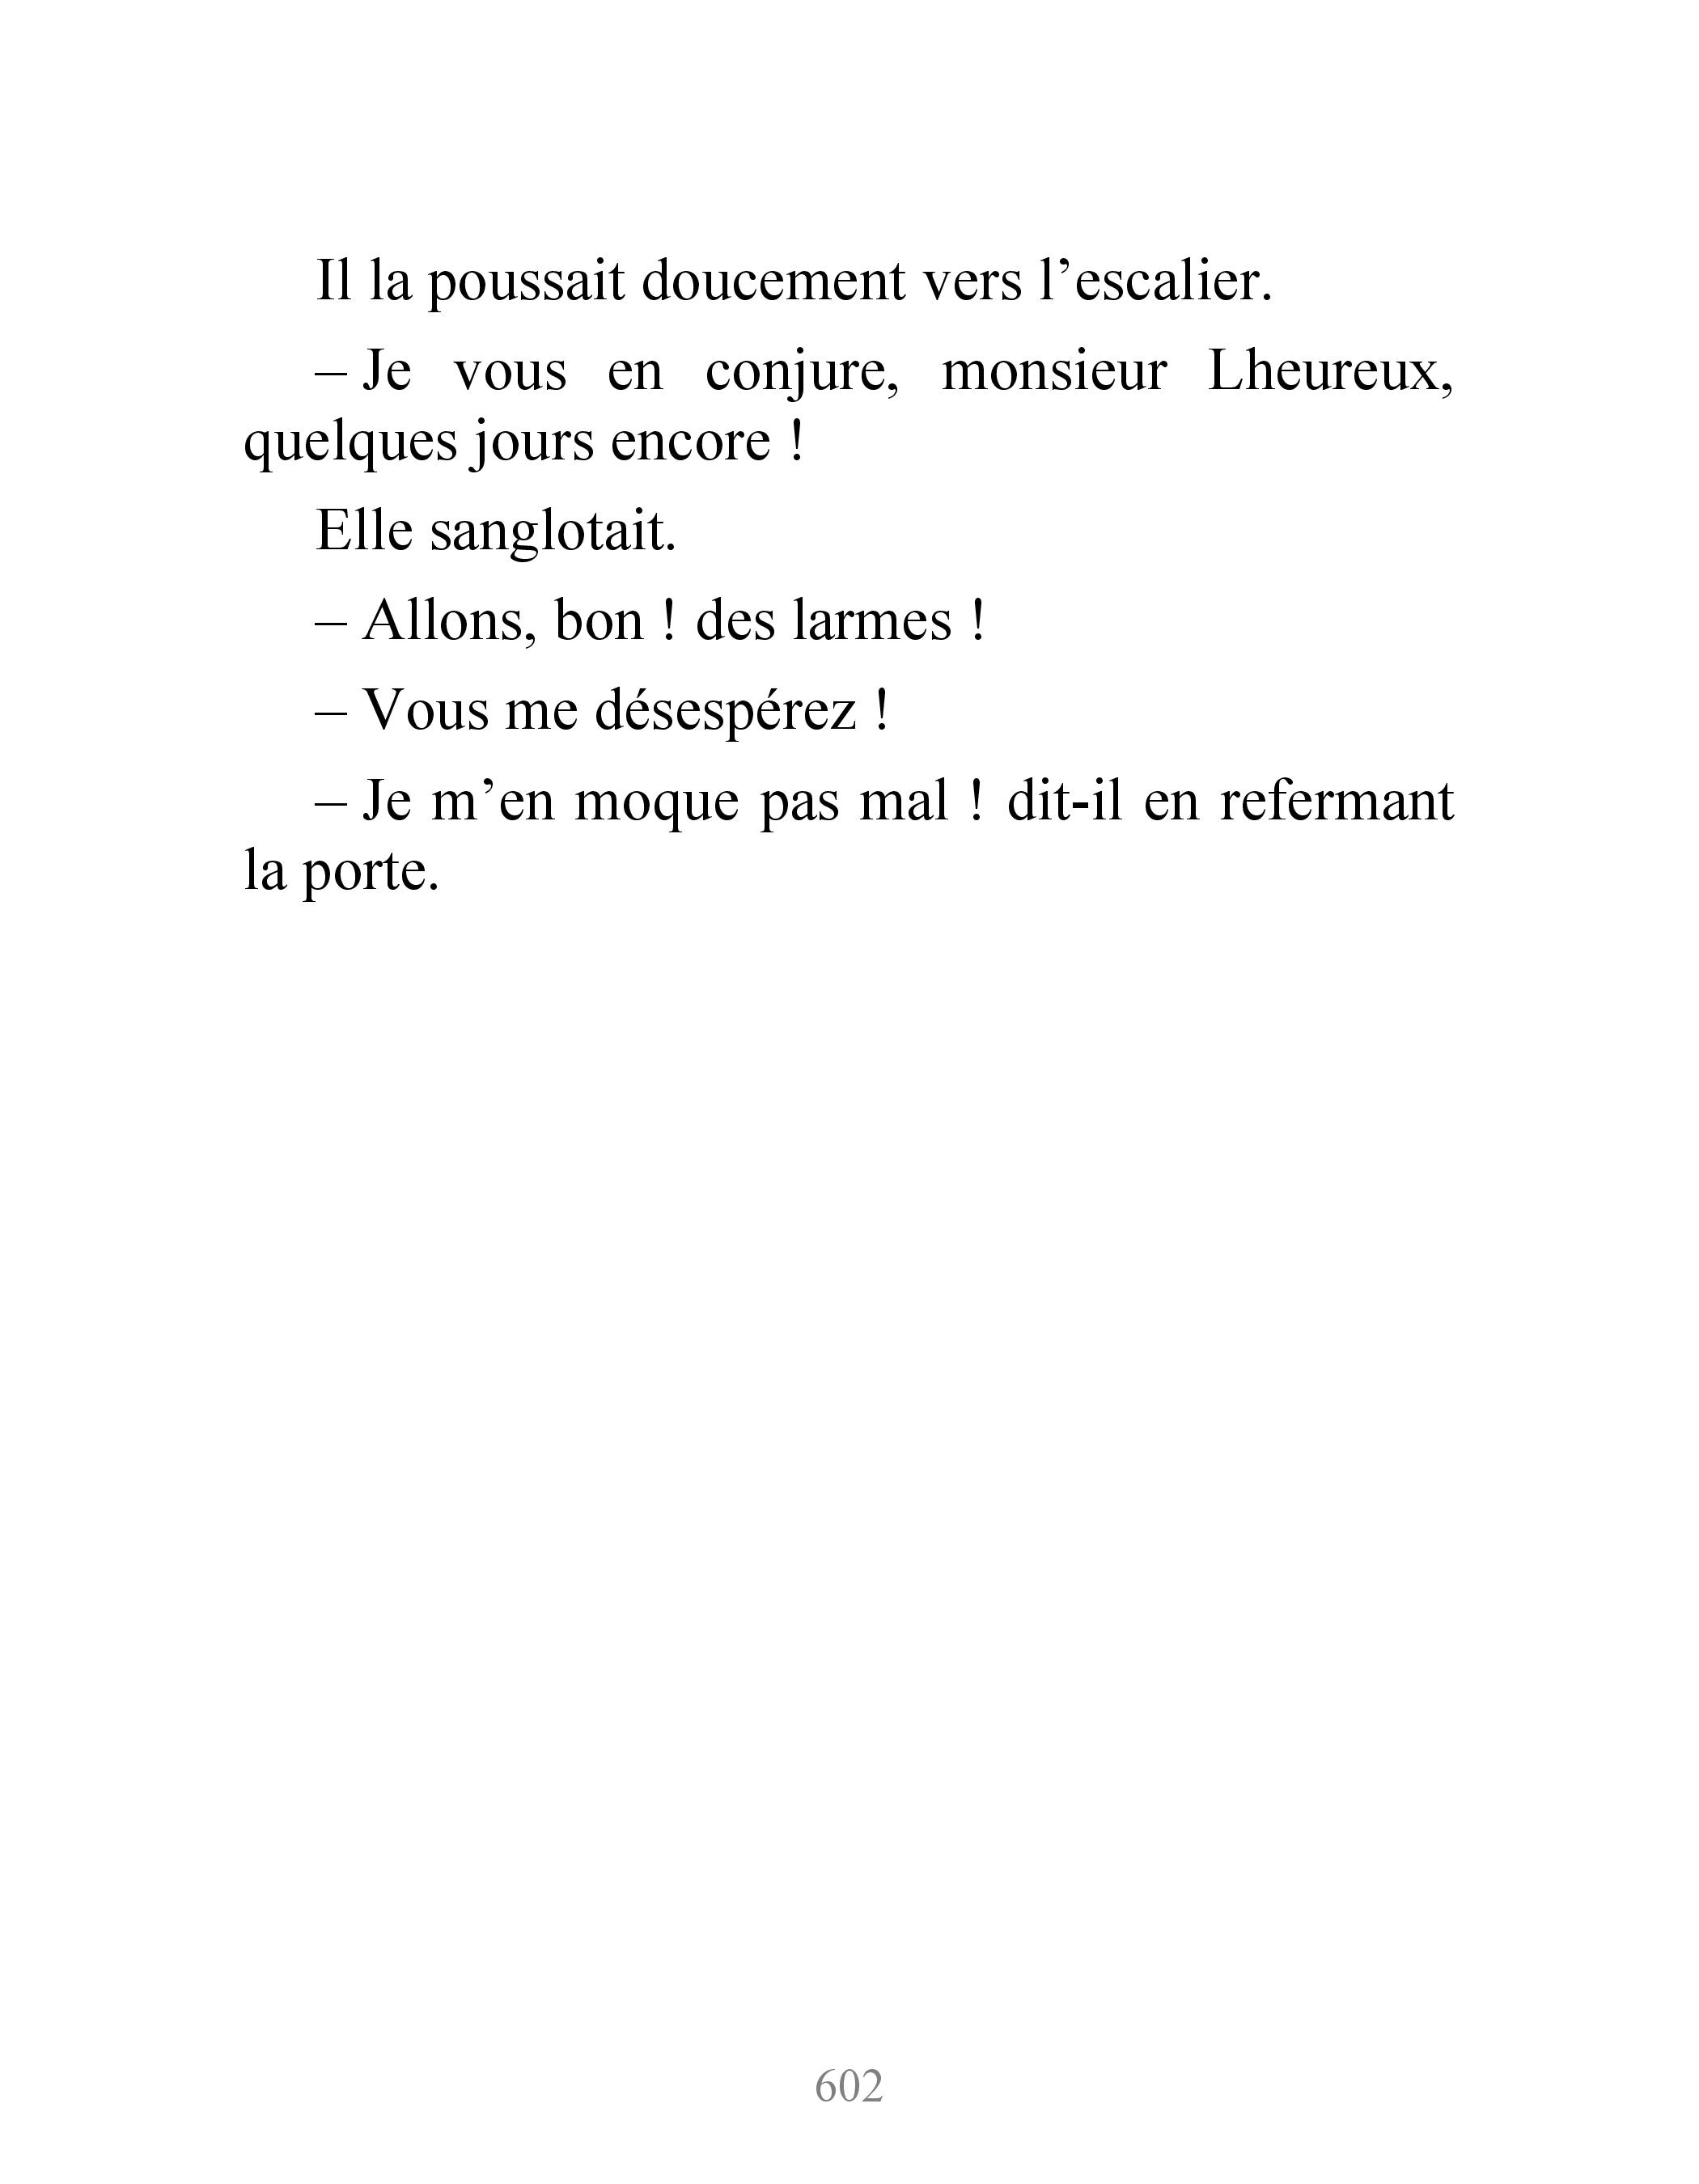 Il la poussait doucement vers l’escalier.
– Je vous en conjure, monsieur Lheureux,
quelques jours encore !
Elle sanglotait.
– Allons, bon ! des larmes !
– Vous me désespérez !
– Je m’en moque pas mal ! dit-il en refermant
la porte.
602